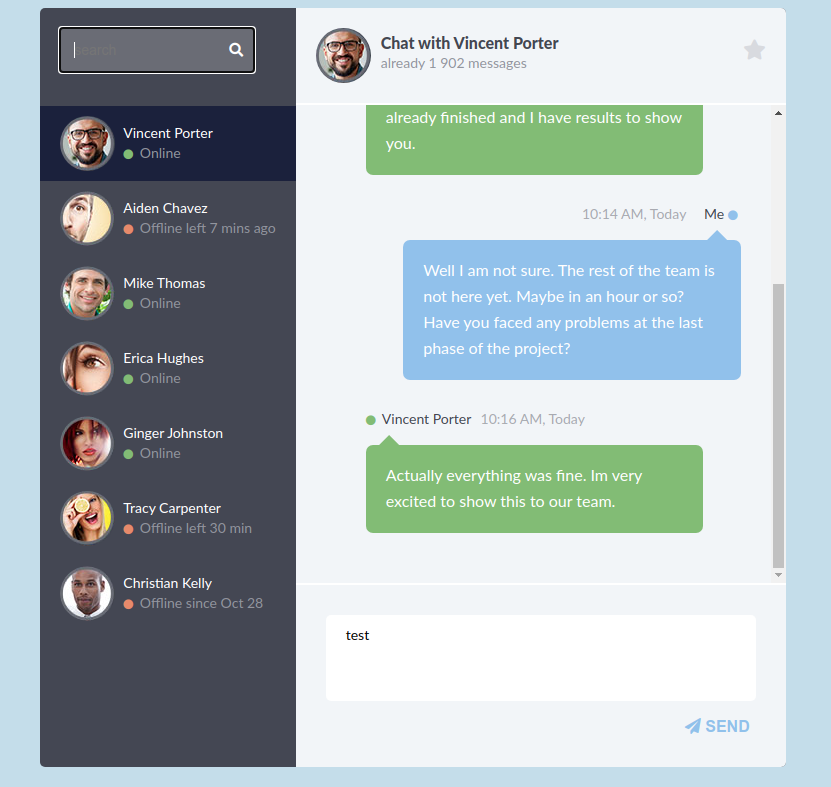 search
Vincent Porter
Online
Aiden Chavez
Offline left 7 mins ago
Mike Thomas
Online
Erica Hughes
Online
Ginger Johnston
Online
Tracy Carpenter
Offline left 30 min
Christian Kelly
Offline since Oct 28
Chat with Vincent Porter
already 1 902 messages
already finished and I have results to show
you.
10:14 AM, Today Me
Well I am not sure. The rest of the team is
not here yet. Maybe in an hour or so?
Have you faced any problems at the last
phase of the project?
Vincent Porter 10:16 AM, Today
Actually everything was fine. Im very
excited to show this to our team.
test
SEND